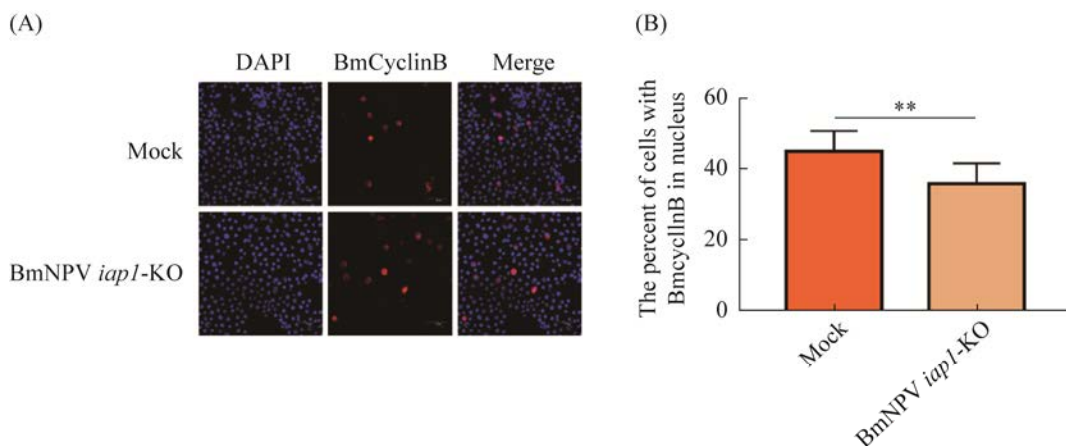 (A)
DAPI BmCyclinB Merge
Mock
BmNPV iap1-KO
(B)
The percent of cells with
BmcyclinB in nucleus
60
40
20
0
**
Mock
BmNPV iap1-KO